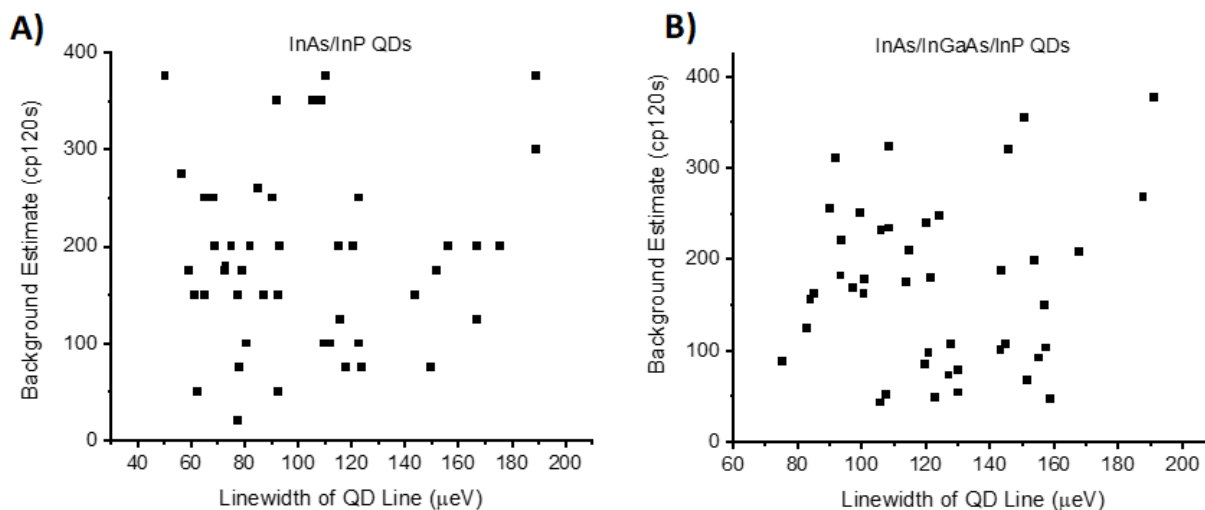 A)
InAs/InP QDs
Background Estimate (cp120s)
400
300
200
100
0
40 60 80 100 120 140 160 180 200
Linewidth of QD Line (μeV)
B)
InAs/InGaAs/InP QDs
Background Estimate (cp120s)
400
300
200
100
0
60 80 100 120 140 160 180 200
Linewidth of QD Line (μeV)